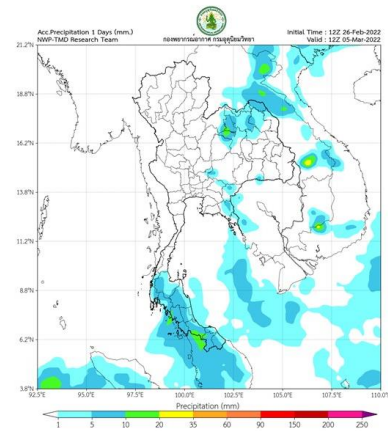 Acc.Precipitation 1 Days (mm.)
NWP-TMD Research Team
กองพยากรณ์อากาศ กรมอุตุนิยมวิทยา
Initial Time : 12Z 26-Feb-2022
Valid : 12Z 05-Mar-2022
21.2°N
18.8°N
16.2°N
13.8°N
11.2°N
8.8°N
6.2°N
3.8°N
92.5°E 95.0°E 97.5°E 100.0°E 102.5°E 105.0°E 107.5°E 110.0°E
Precipitation (mm)
1 5 10 20 35 60 90 150 200 250